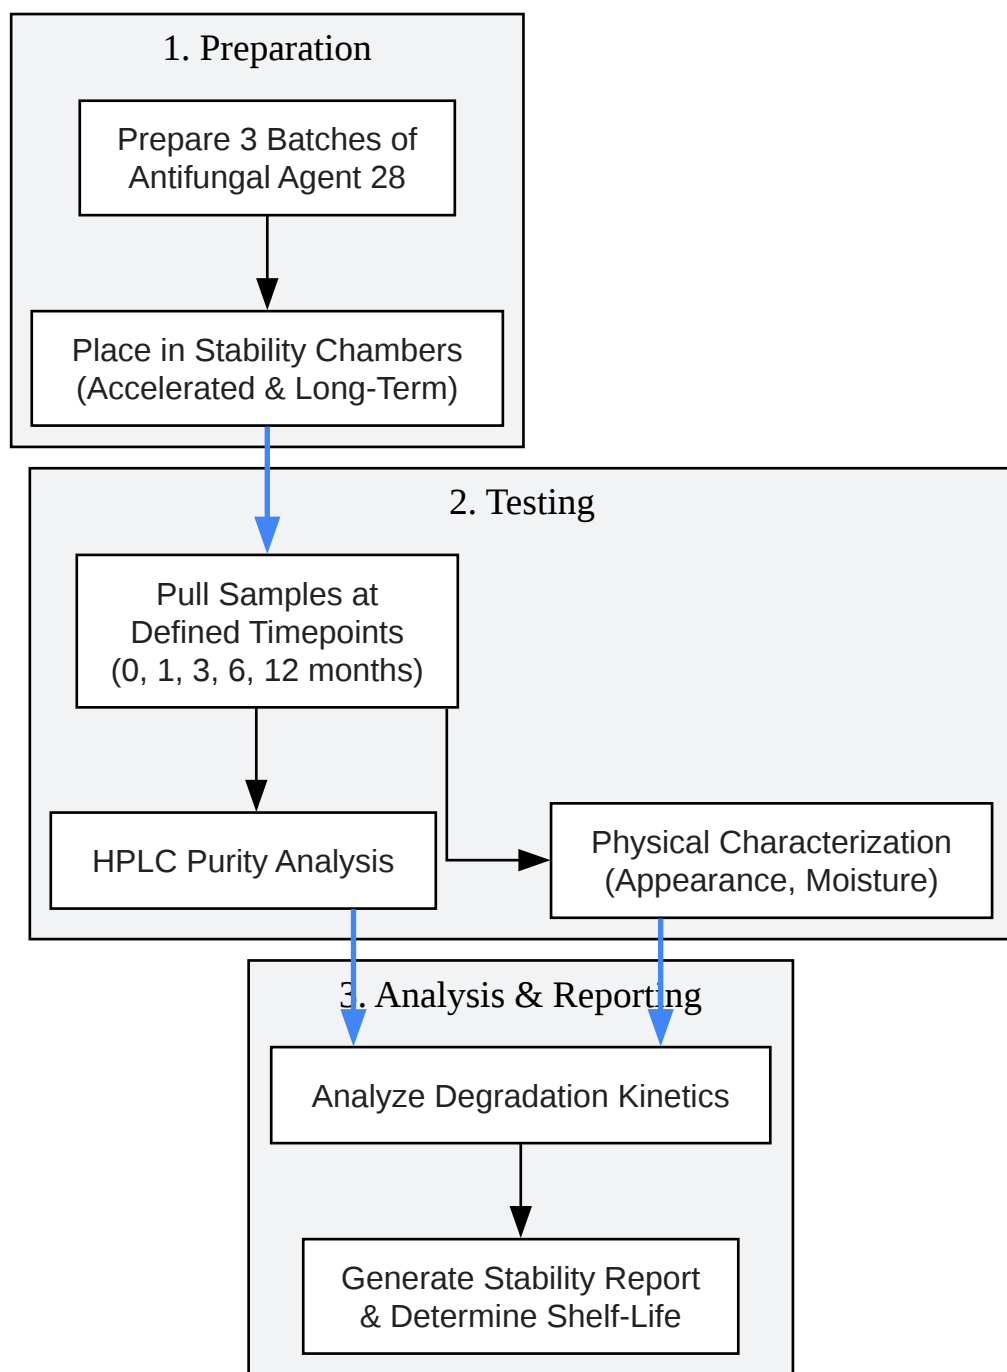 1. Preparation
Prepare 3 Batches of
Antifungal Agent 28
Place in Stability Chambers
(Accelerated & Long-Term)
2. Testing
Pull Samples at
Defined Timepoints
(0, 1, 3, 6, 12 months)
HPLC Purity Analysis
Physical Characterization
(Appearance, Moisture)
3. Analysis & Reporting
Analyze Degradation Kinetics
Generate Stability Report
& Determine Shelf-Life